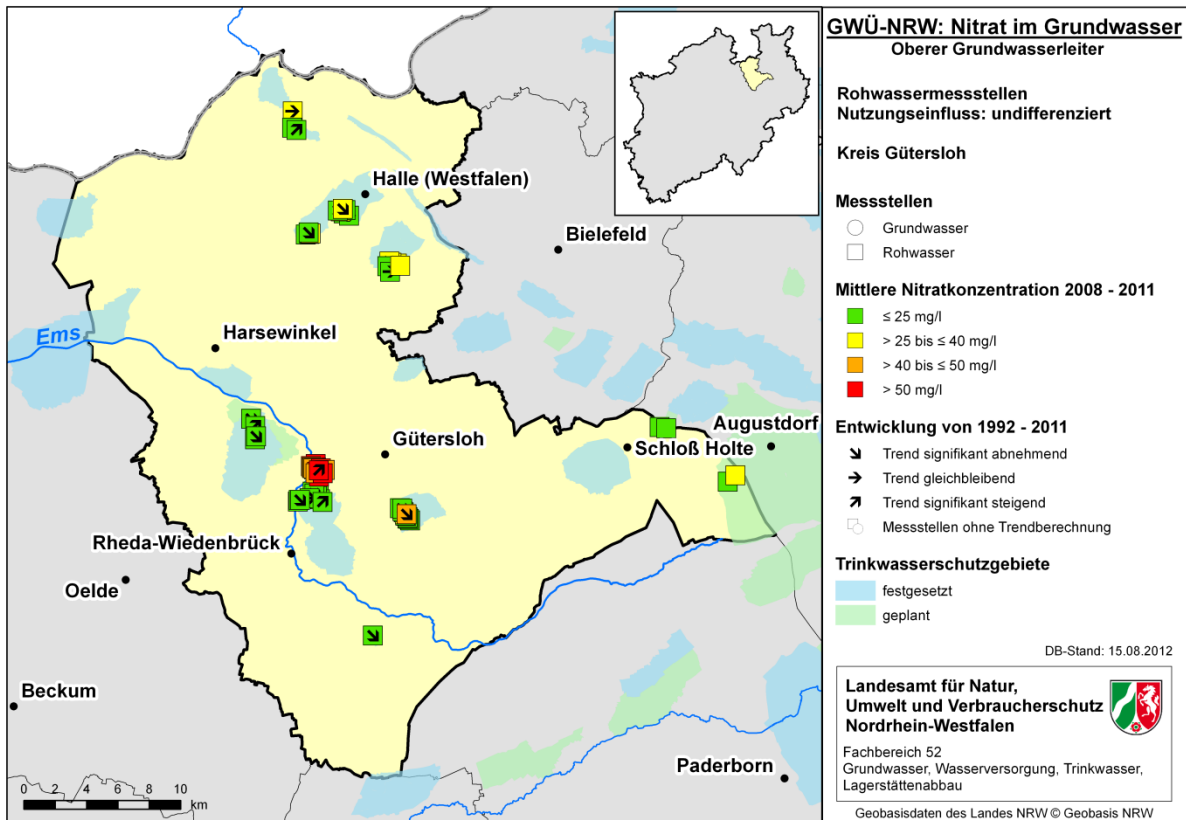 GWÜ-NRW: Nitrat im Grundwasser
Oberer Grundwasserleiter
Rohwassermessstellen
Nutzungseinfluss: undifferenziert
Kreis Gütersloh
Messstellen
Grundwasser
Rohwasser
Mittlere Nitratkonzentration 2008 - 2011
≤ 25 mg/l
> 25 bis ≤ 40 mg/l
> 40 bis ≤ 50 mg/l
> 50 mg/l
Entwicklung von 1992 - 2011
Trend signifikant abnehmend
Trend gleichbleibend
Trend signifikant steigend
Messstellen ohne Trendberechnung
Trinkwasserschutzgebiete
festgesetzt
geplant
DB-Stand: 15.08.2012
Landesamt für Natur,
Umwelt und Verbraucherschutz
Nordrhein-Westfalen
Fachbereich 52
Grundwasser, Wasserversorgung, Trinkwasser,
Lagerstättenabbau
Geobasisdaten des Landes NRW © Geobasis NRW
Halle (Westfalen)
Bielefeld
Ems
Harsewinkel
Gütersloh
Schloß Holte
Augustdorf
Rheda-Wiedenbrück
Oelde
Beckum
Paderborn
0 2 4 6 8 10
km